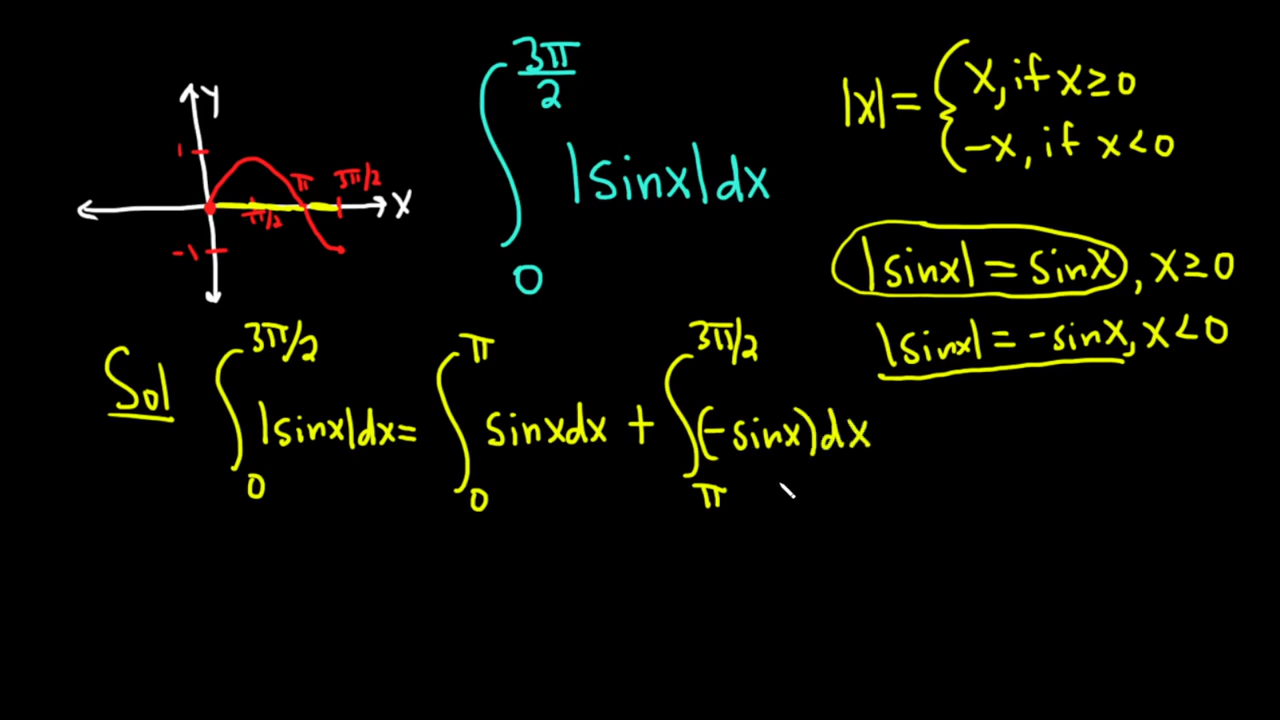 Y
1
π
3π/2
X
π/2
-1
∫₀^(3π/2) |sinx|dx
|x| = { x, if x ≥ 0
-x, if x < 0
|sinx| = sinx, x ≥ 0
|sinx| = -sinx, x < 0
Sol ∫₀^(3π/2) |sinx|dx = ∫₀^π sinxdx + ∫_π^(3π/2) (-sinx)dx